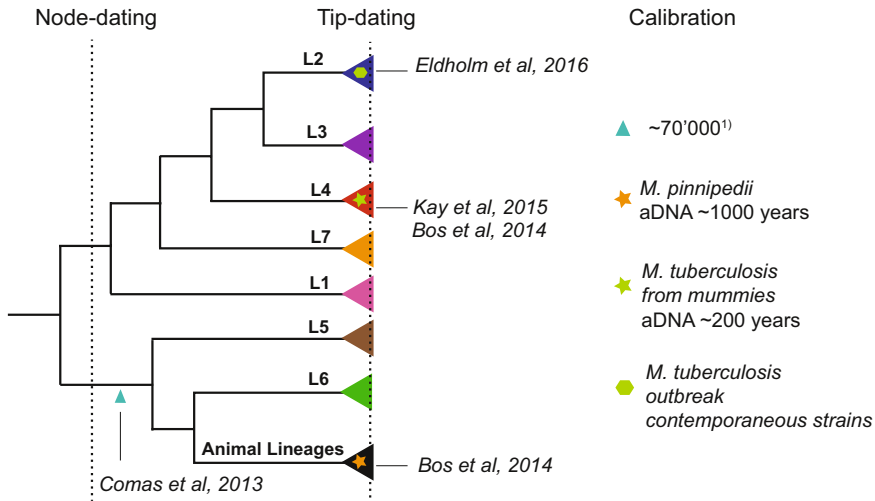 Node-dating
Tip-dating
Calibration
L2
Eldholm et al, 2016
L3
L4
Kay et al, 2015
Bos et al, 2014
L7
L1
L5
L6
Animal Lineages
Bos et al, 2014
Comas et al, 2013
~70’000¹⁾
M. pinnipedii
aDNA ~1000 years
M. tuberculosis
from mummies
aDNA ~200 years
M. tuberculosis
outbreak
contemporaneous strains